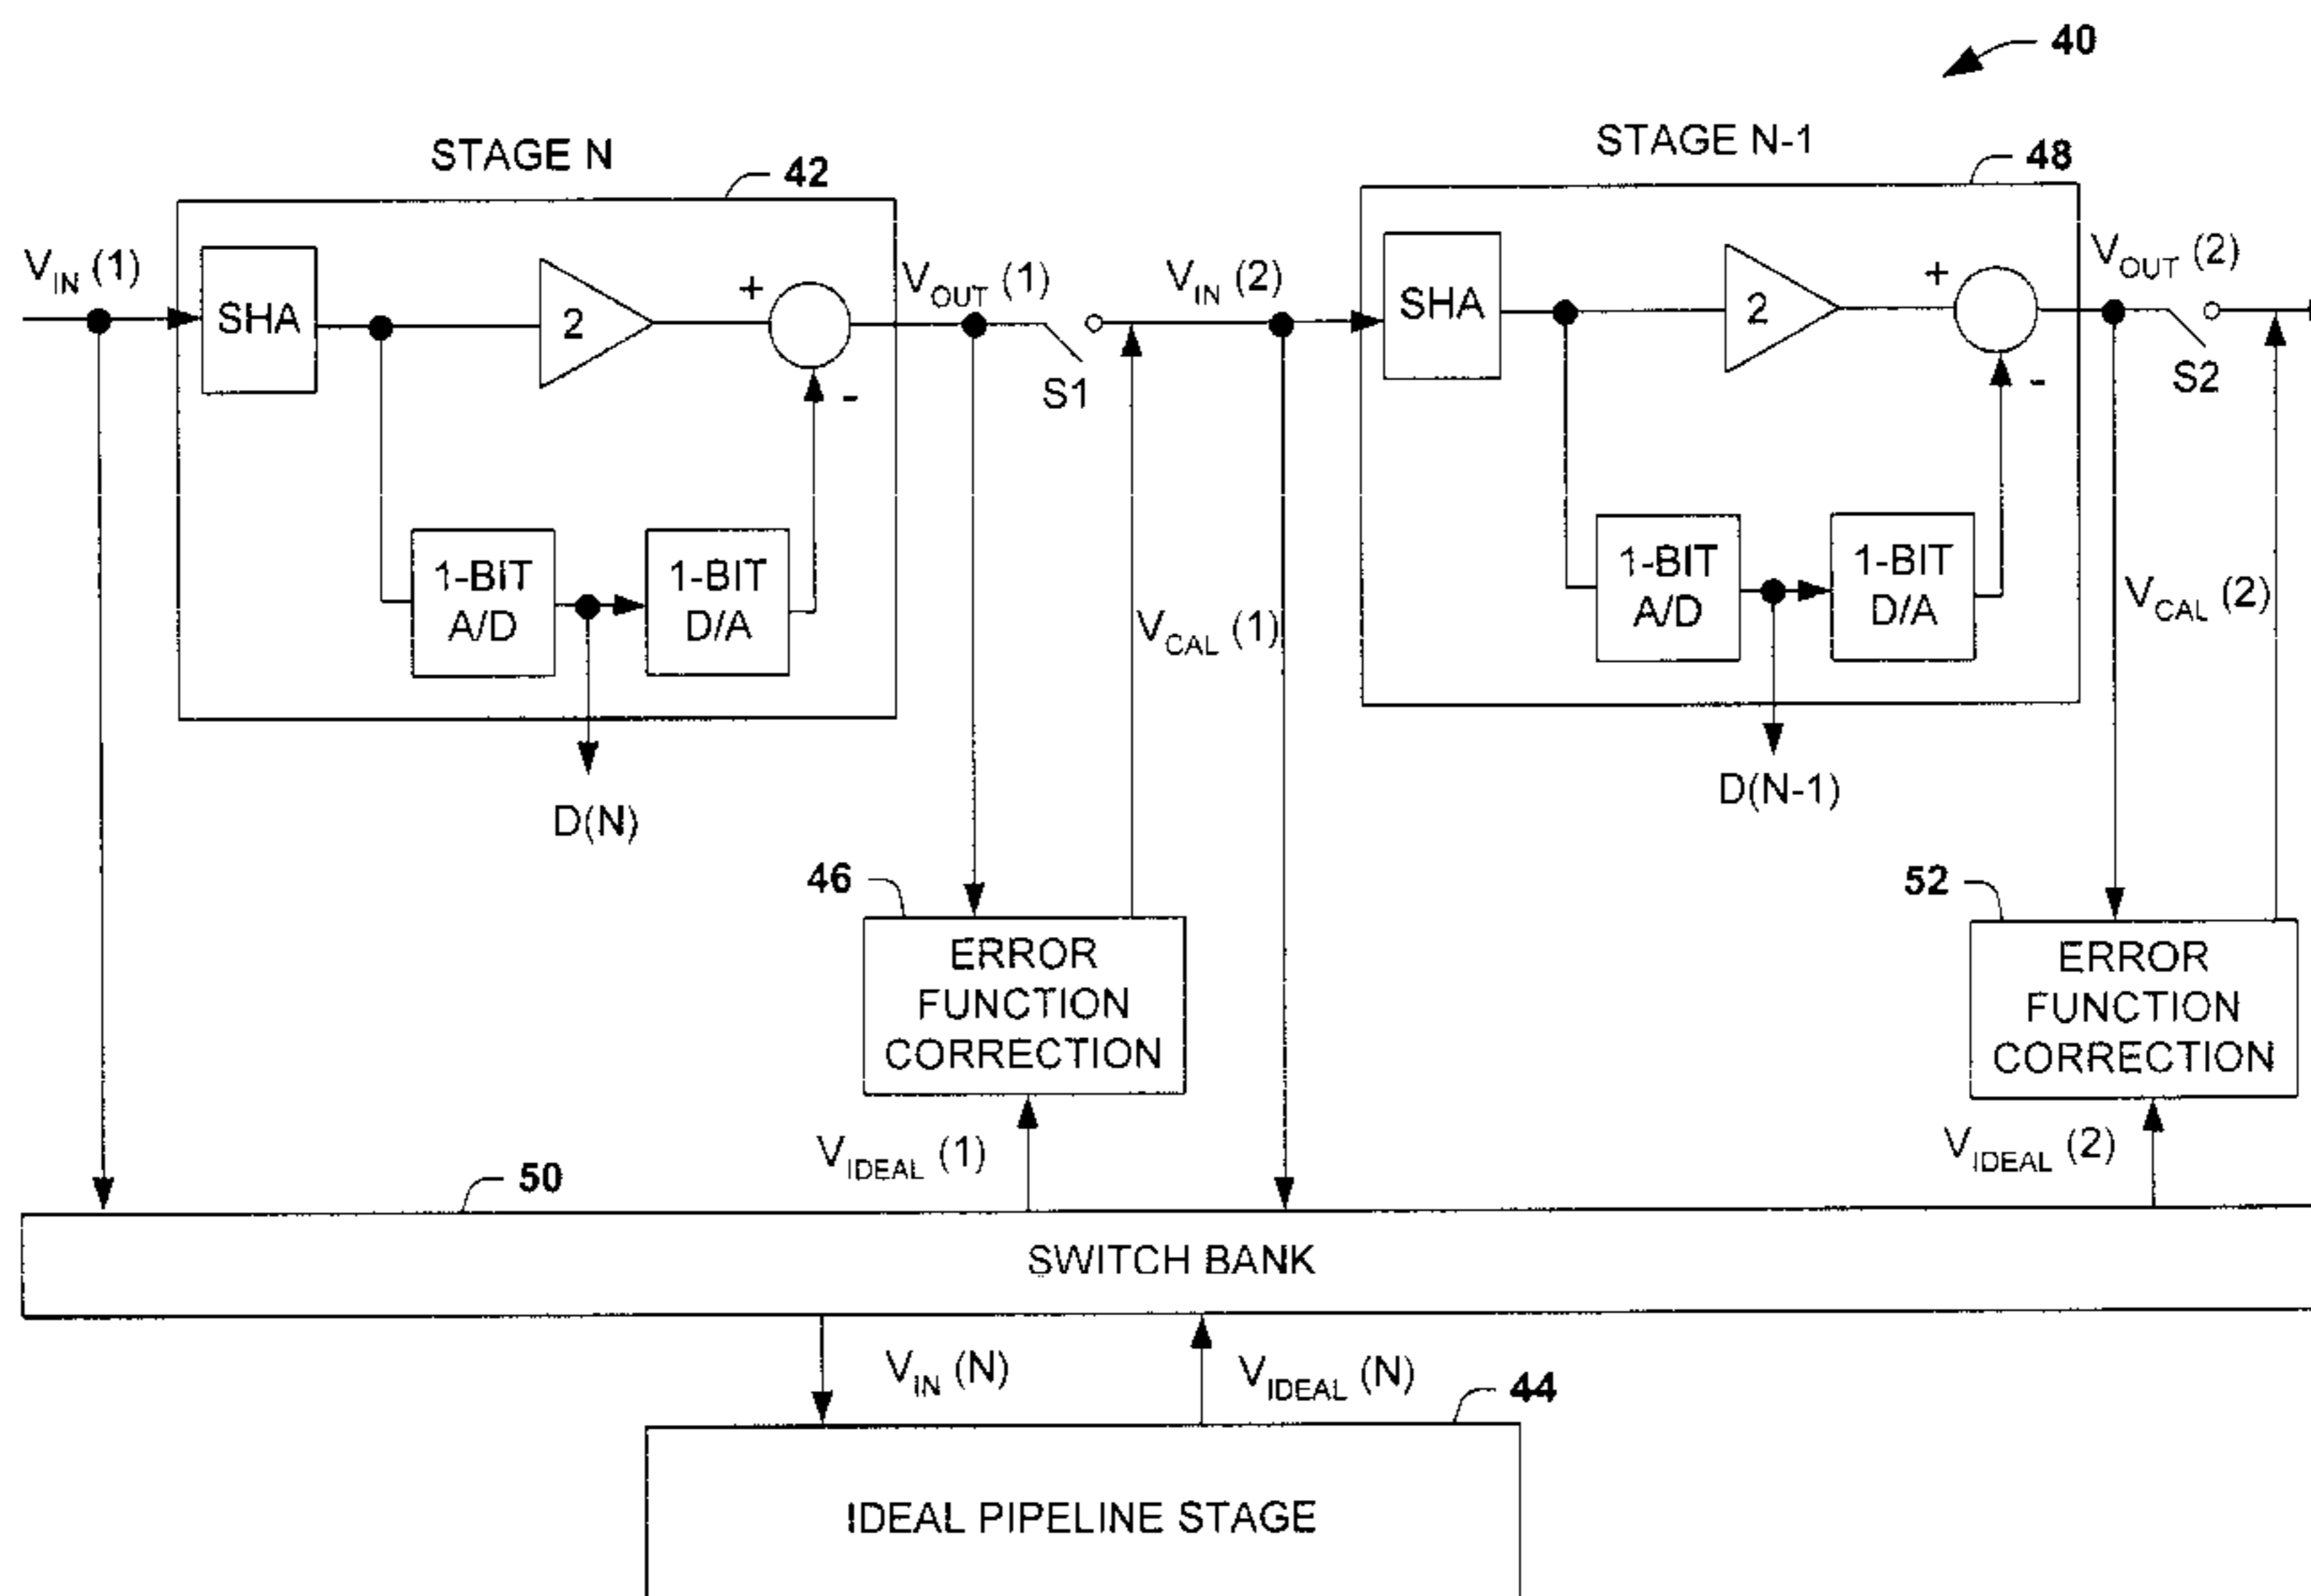 40
STAGE N
42
STAGE N-1
48
V_IN (1)
SHA
2
+
-
V_OUT (1)
S1
V_IN (2)
SHA
2
+
-
V_OUT (2)
S2
1-BIT
A/D
1-BIT
D/A
V_CAL (1)
1-BIT
A/D
1-BIT
D/A
V_CAL (2)
D(N)
D(N-1)
46
ERROR
FUNCTION
CORRECTION
52
ERROR
FUNCTION
CORRECTION
V_IDEAL (1)
V_IDEAL (2)
50
SWITCH BANK
V_IN (N)
V_IDEAL (N)
44
IDEAL PIPELINE STAGE